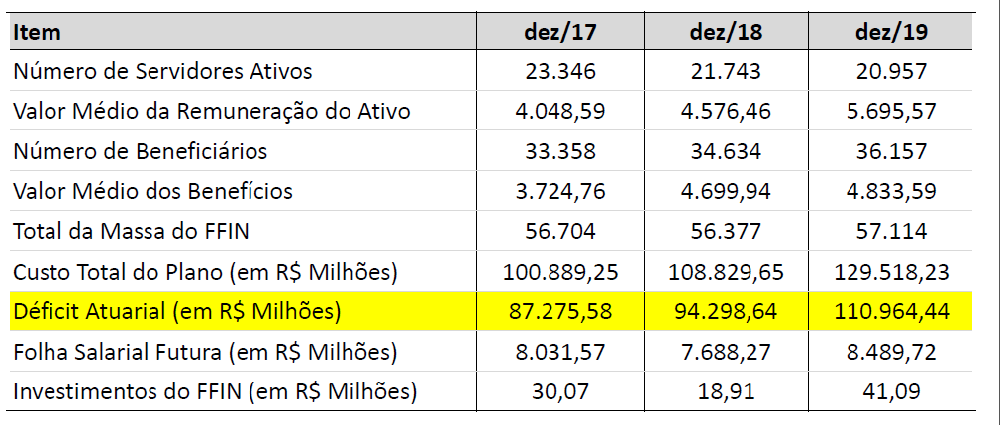 Item dez/17 dez/18 dez/19
Número de Servidores Ativos 23.346 21.743 20.957
Valor Médio da Remuneração do Ativo 4.048,59 4.576,46 5.695,57
Número de Beneficiários 33.358 34.634 36.157
Valor Médio dos Benefícios 3.724,76 4.699,94 4.833,59
Total da Massa do FFIN 56.704 56.377 57.114
Custo Total do Plano (em R$ Milhões) 100.889,25 108.829,65 129.518,23
Déficit Atuarial (em R$ Milhões) 87.275,58 94.298,64 110.964,44
Folha Salarial Futura (em R$ Milhões) 8.031,57 7.688,27 8.489,72
Investimentos do FFIN (em R$ Milhões) 30,07 18,91 41,09